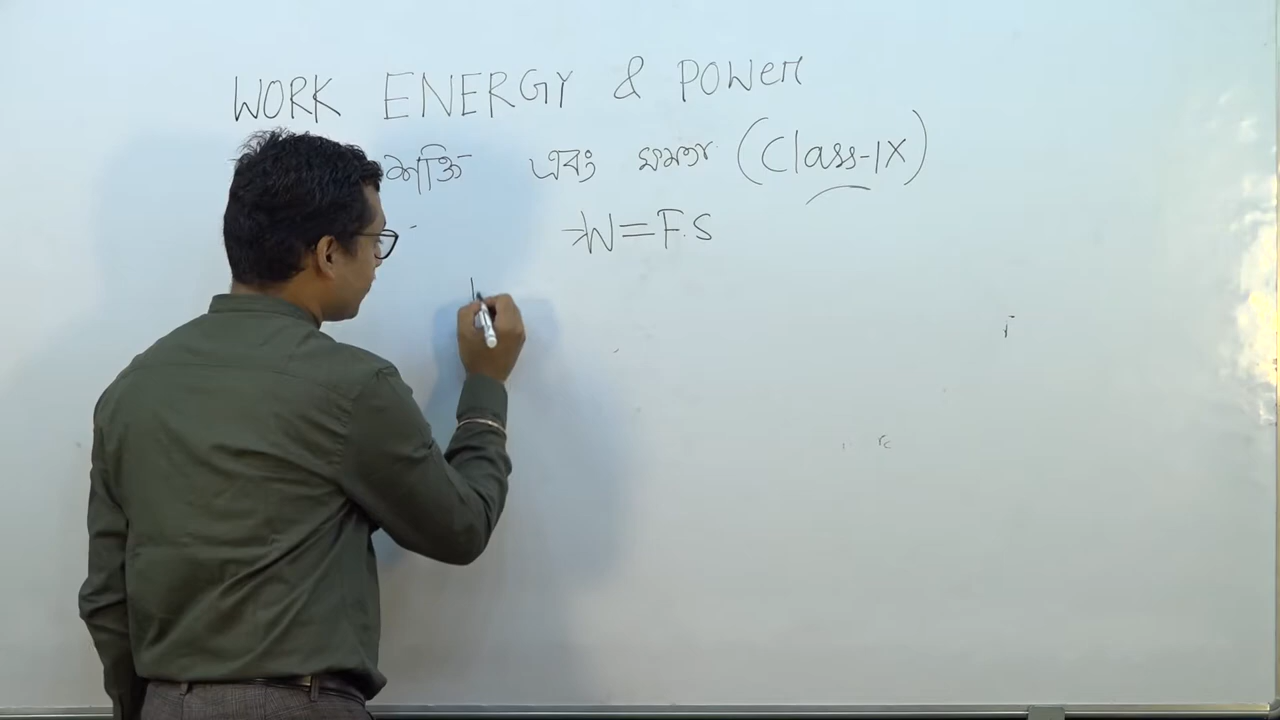 WORK ENERGY & POWER
শক্তি এবং ক্ষমতা (Class-IX)
→W=F.S